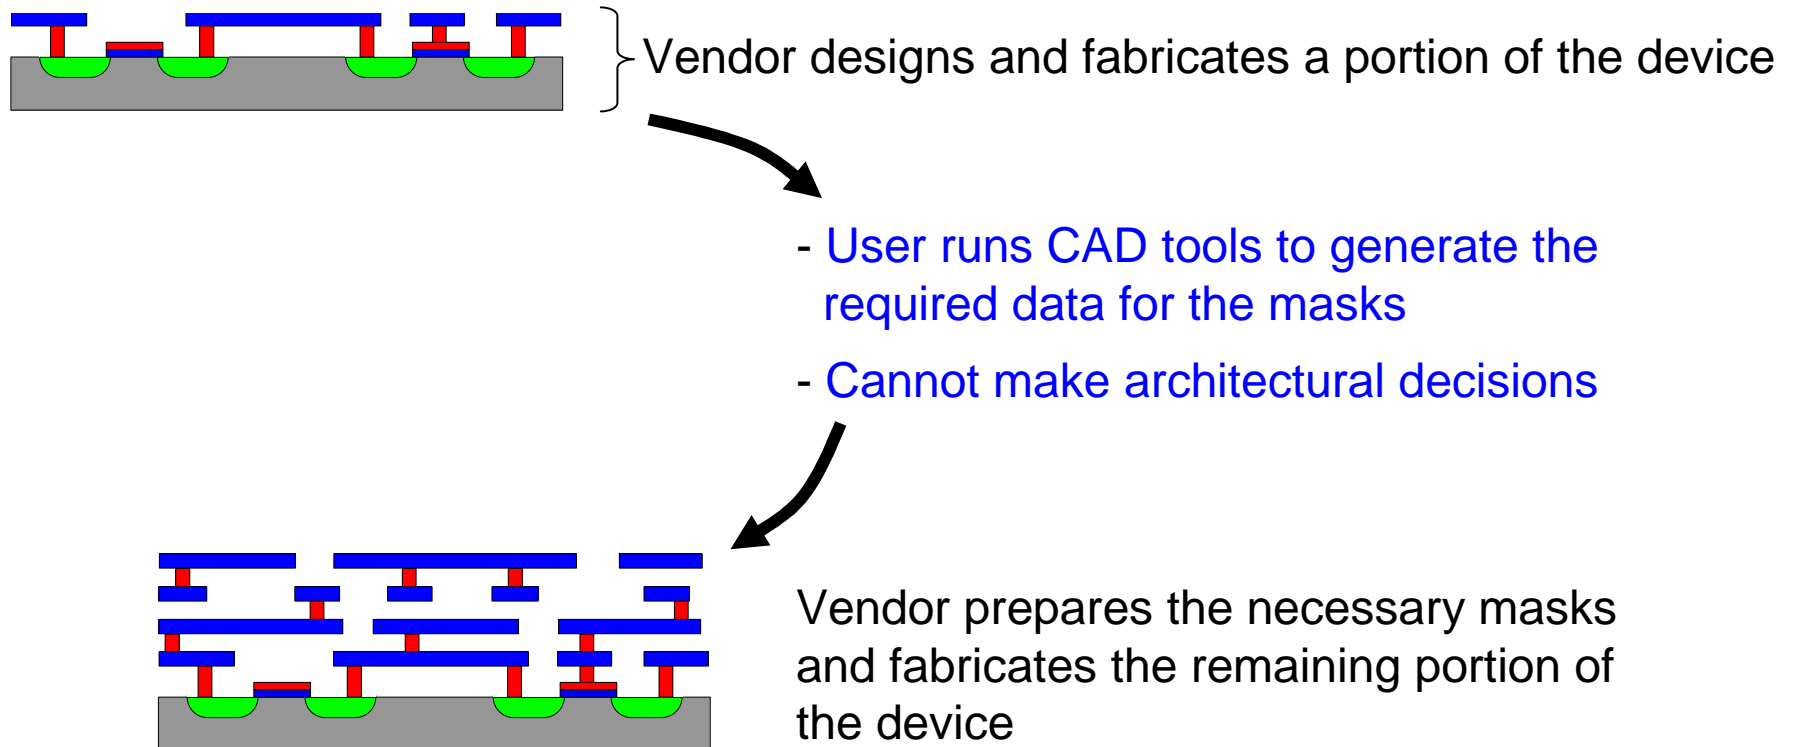 Vendor designs and fabricates a portion of the device
- User runs CAD tools to generate the
required data for the masks
- Cannot make architectural decisions
Vendor prepares the necessary masks
and fabricates the remaining portion of
the device